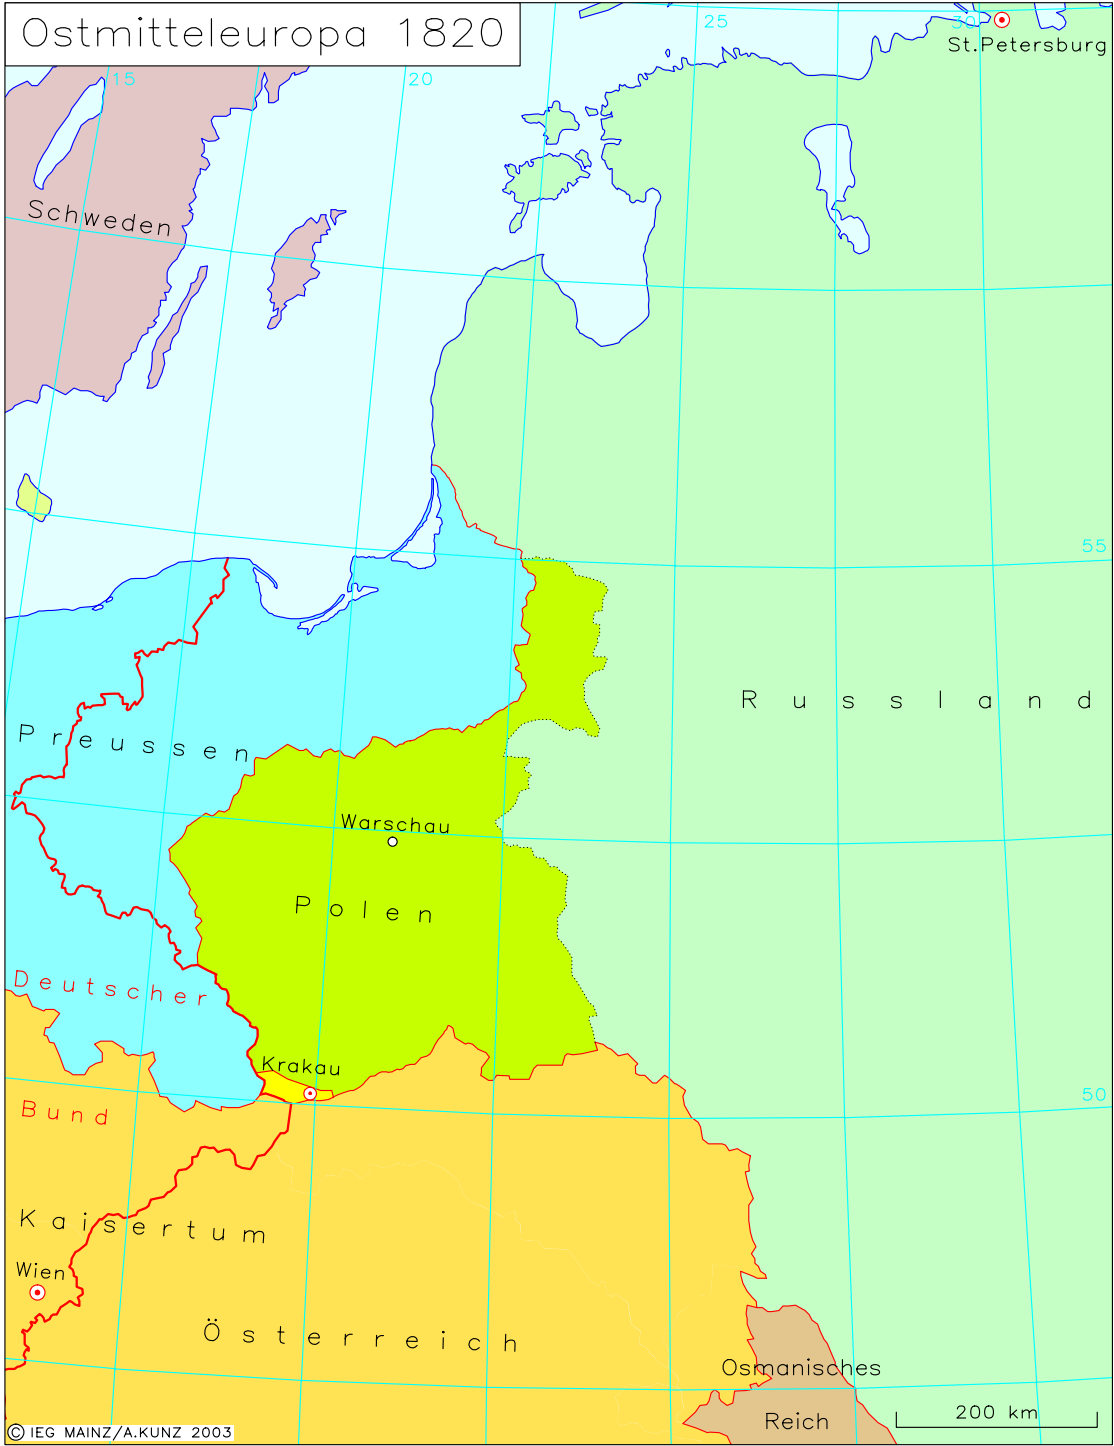 Ostmitteleuropa 1820
15
20
25
30
St.Petersburg
Schweden
55
Russland
Preussen
Warschau
Polen
Deutscher
Krakau
50
Bund
Kaisertum
Wien
Österreich
Osmanisches
Reich
200 km
© IEG MAINZ/A.KUNZ 2003